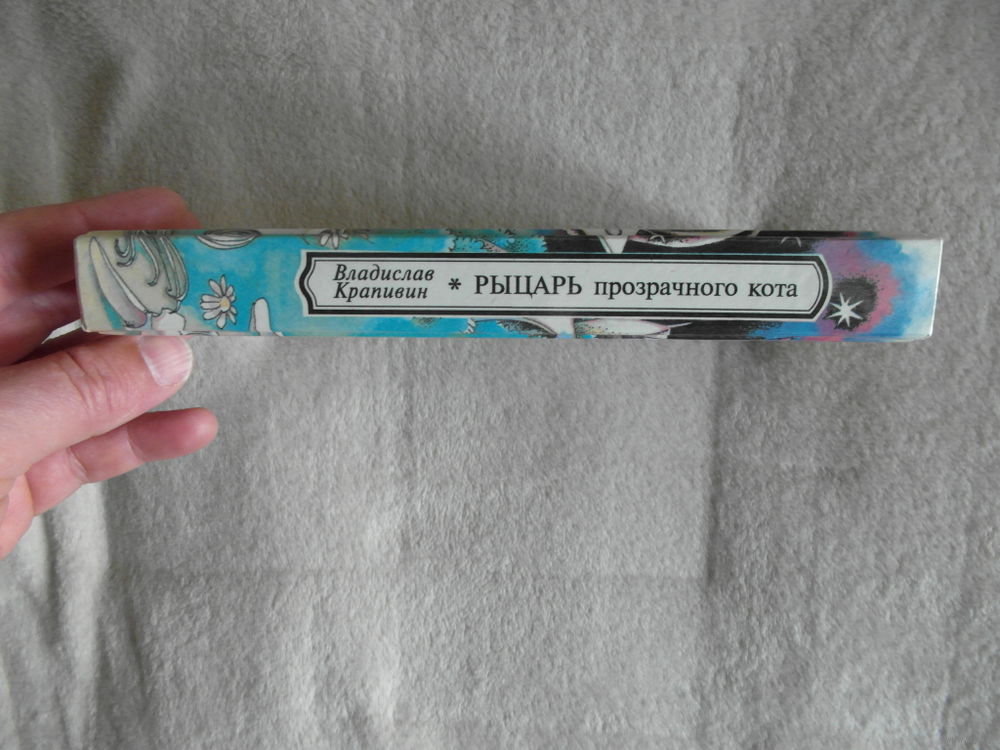 Владислав
Крапивин
* РЫЦАРЬ прозрачного кота